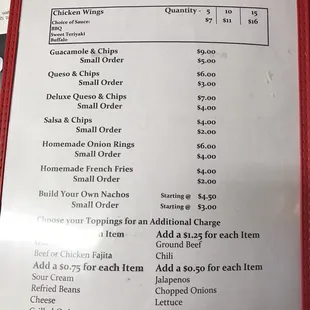 Chicken Wings Quantity - 5 10 15
Choice of Sauce: $7 $11 $16
BBQ
Sweet Teriyaki
Buffalo
Guacamole & Chips $9.00
Small Order $5.00
Queso & Chips $6.00
Small Order $3.00
Deluxe Queso & Chips $7.00
Small Order $4.00
Salsa & Chips $4.00
Small Order $2.00
Homemade Onion Rings $6.00
Small Order $4.00
Homemade French Fries $4.00
Small Order $2.00
Build Your Own Nachos Starting @ $4.50
Small Order Starting @ $3.00
Choose your Toppings for an Additional Charge
Item Add a $1.25 for each Item
Ground Beef
Beef or Chicken Fajita Chili
Add a $0.75 for each Item Add a $0.50 for each Item
Sour Cream Jalapenos
Refried Beans Chopped Onions
Cheese Lettuce